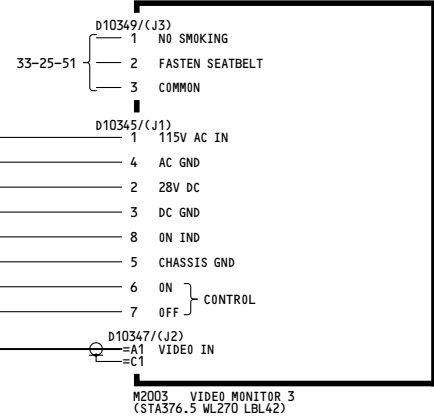 D10349/(J3)
1 NO SMOKING
33-25-51
2 FASTEN SEATBELT
3 COMMON
D10345/(J1)
1 115V AC IN
4 AC GND
2 28V DC
3 DC GND
8 ON IND
5 CHASSIS GND
6 ON
CONTROL
7 OFF
D10347/(J2)
=A1 VIDEO IN
=C1
M2003 VIDEO MONITOR 3
(STA376.5 WL270 LBL42)